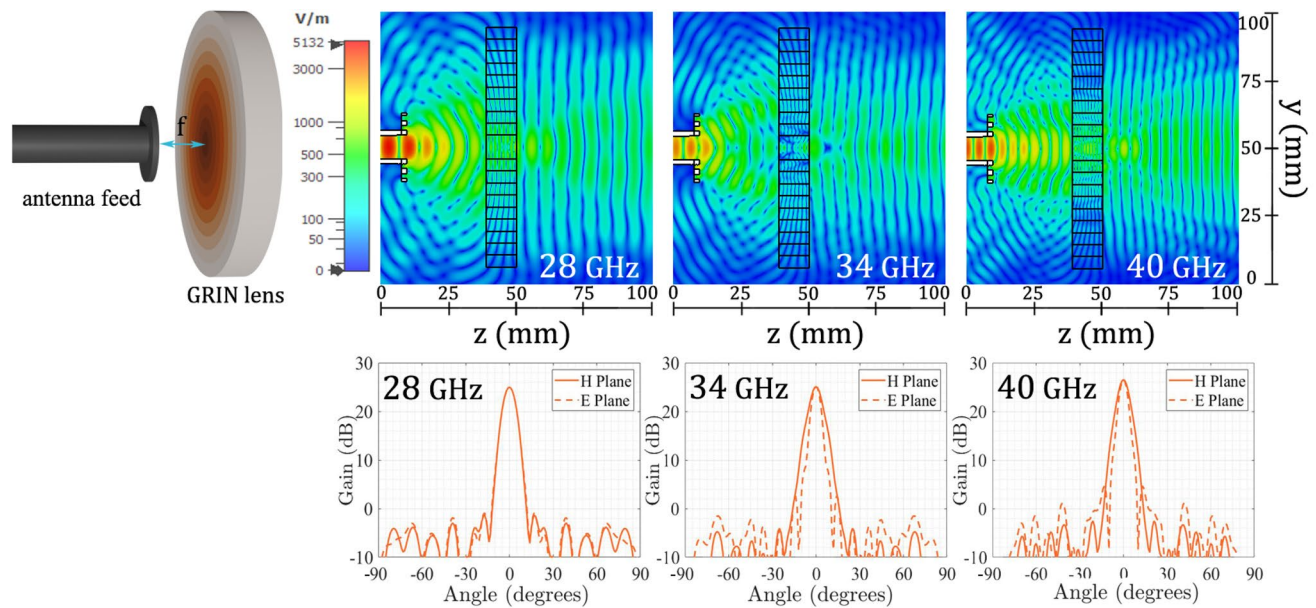 f
antenna feed
GRIN lens
V/m
5132
3000
1000
500
300
100
50
0
28 GHz
0 25 50 75 100
z (mm)
34 GHz
0 25 50 75 100
z (mm)
40 GHz
0 25 50 75 100
z (mm)
100
75
50
25
0
y (mm)
28 GHz
H Plane
E Plane
30
20
10
0
-10
Gain (dB)
-90 -60 -30 0 30 60 90
Angle (degrees)
34 GHz
H Plane
E Plane
30
20
10
0
-10
Gain (dB)
-90 -60 -30 0 30 60 90
Angle (degrees)
40 GHz
H Plane
E Plane
30
20
10
0
-10
Gain (dB)
-90 -60 -30 0 30 60 90
Angle (degrees)